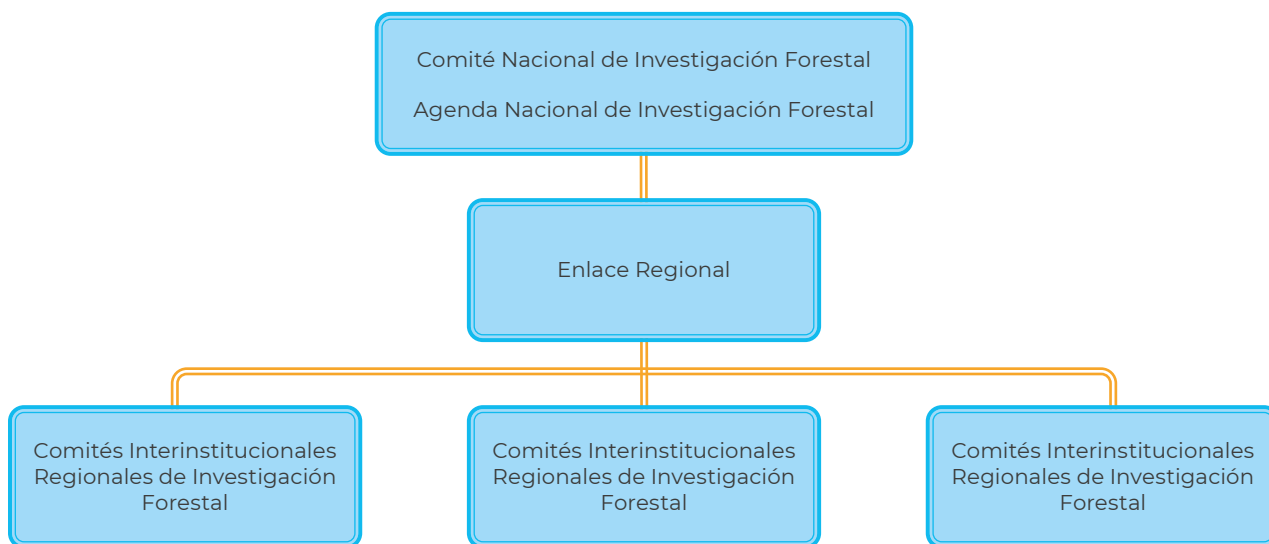 Comité Nacional de Investigación Forestal
Agenda Nacional de Investigación Forestal
Enlace Regional
Comités Interinstitucionales
Regionales de Investigación
Forestal
Comités Interinstitucionales
Regionales de Investigación
Forestal
Comités Interinstitucionales
Regionales de Investigación
Forestal